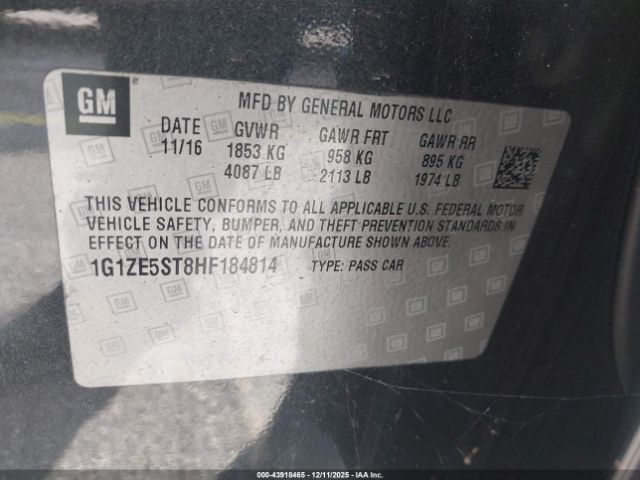 GM
MFD BY GENERAL MOTORS LLC
DATE GVWR GAWR FRT GAWR RR
11/16 1853 KG 958 KG 895 KG
4087 LB 2113 LB 1974 LB
THIS VEHICLE CONFORMS TO ALL APPLICABLE U.S. FEDERAL MOTOR
VEHICLE SAFETY, BUMPER, AND THEFT PREVENTION STANDARDS
IN EFFECT ON THE DATE OF MANUFACTURE SHOWN ABOVE.
1G1ZE5ST8HF184814 TYPE: PASS CAR
000-43918465 - 12/11/2025 - IAA Inc.